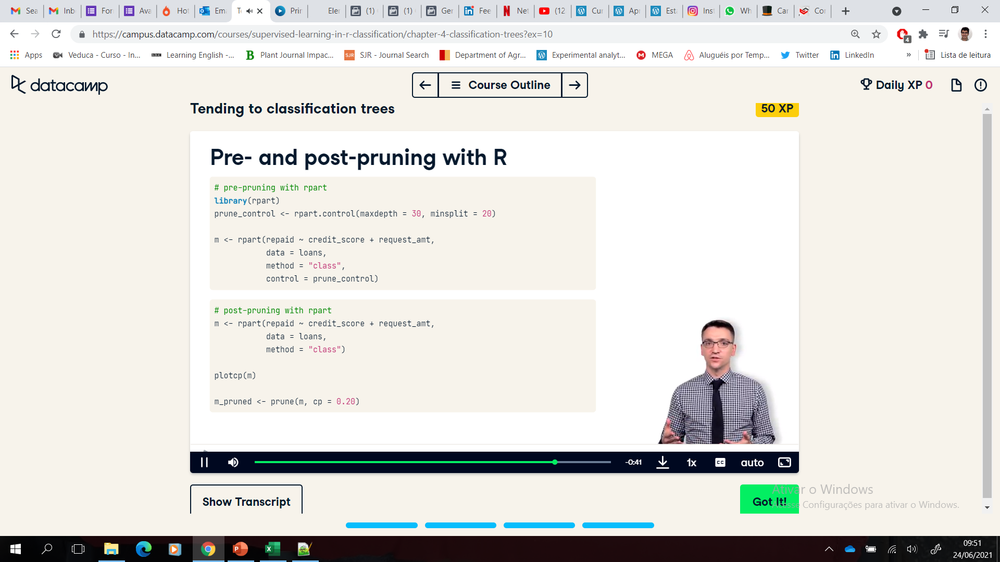 Sea
Inb
For
Ava
Hot
Ema
Te
Prir
Eler
(1)
(1)
Ger
Fee
Net
(12
Cur
Apr
Est
Inst
Wh
Car
Cor
https://campus.datacamp.com/courses/supervised-learning-in-r-classification/chapter-4-classification-trees?ex=10
4
Apps
Veduca - Curso - In...
BBC
Learning English -...
B
Plant Journal Impac...
SJR
SJR - Journal Search
Department of Agr...
Experimental analyt...
M
MEGA
Aluguéis por Temp...
Twitter
in
LinkedIn
»
Lista de leitura
datacamp
Course Outline
Daily XP 0
Tending to classification trees
50 XP
Pre- and post-pruning with R
# pre-pruning with rpart
library(rpart)
prune_control <- rpart.control(maxdepth = 30, minsplit = 20)
m <- rpart(repaid ~ credit_score + request_amt,
data = loans,
method = "class",
control = prune_control)
# post-pruning with rpart
m <- rpart(repaid ~ credit_score + request_amt,
data = loans,
method = "class")
plotcp(m)
m_pruned <- prune(m, cp = 0.20)
-0:41
1x
CC
auto
Show Transcript
Got It!
Ativar o Windows
Acesse Configurações para ativar o Windows.
09:51
24/06/2021